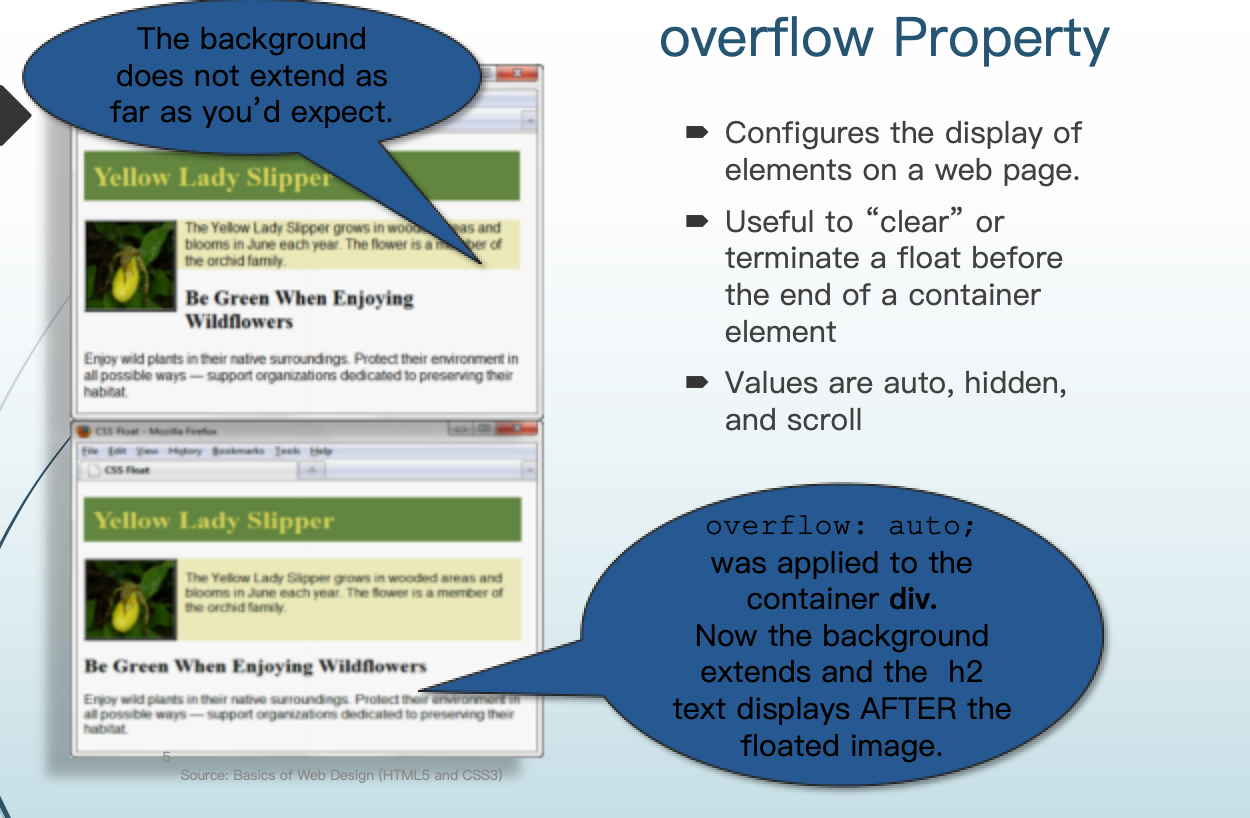 The background
does not extend as
far as you’d expect.
overflow Property
Configures the display of
elements on a web page.
Useful to “clear” or
terminate a float before
the end of a container
element
Values are auto, hidden,
and scroll
Yellow Lady Slipper
The Yellow Lady Slipper grows in areas and
blooms in June each year. The flower is a of
the orchid family.
Be Green When Enjoying
Wildflowers
Enjoy wild plants in their native surroundings. Protect their environment in
all possible ways — support organizations dedicated to preserving their
habitat.
CSS Float - Mozilla Firefox
File Edit View History Bookmarks Tools Help
CSS Float
Yellow Lady Slipper
The Yellow Lady Slipper grows in wooded areas and
blooms in June each year. The flower is a member of
the orchid family.
Be Green When Enjoying Wildflowers
Enjoy wild plants in their native surroundings. Protect their environment in
all possible ways — support organizations dedicated to preserving their
habitat.
overflow: auto;
was applied to the
container div.
Now the background
extends and the h2
text displays AFTER the
floated image.
5
Source: Basics of Web Design (HTML5 and CSS3)